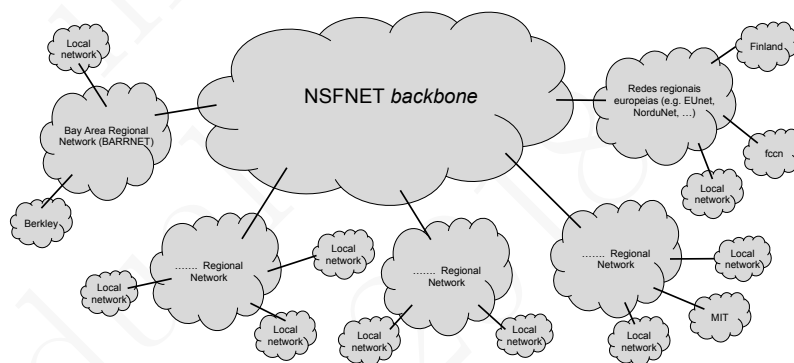 Local
network
NSFNET backbone
Finland
Redes regionais
europeias (e.g. EUnet,
NorduNet, …)
Bay Area Regional
Network (BARRNET)
fccn
Local
network
Berkley
Local
network
……. Regional
Network
Local
network
Local
network
……. Regional
Network
Local
network
Local
network
……. Regional
Network
Local
network
MIT
Local
network